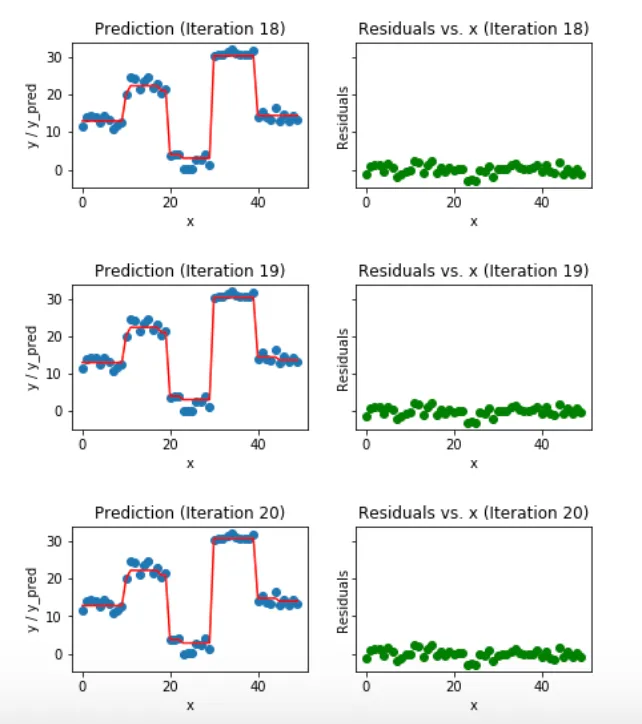 Prediction (Iteration 18)
Residuals vs. x (Iteration 18)
30
20
10
0
y / y_pred
Residuals
0
20
40
0
20
40
x
x
Prediction (Iteration 19)
Residuals vs. x (Iteration 19)
30
20
10
0
y / y_pred
Residuals
0
20
40
0
20
40
x
x
Prediction (Iteration 20)
Residuals vs. x (Iteration 20)
30
20
10
0
y / y_pred
Residuals
0
20
40
0
20
40
x
x